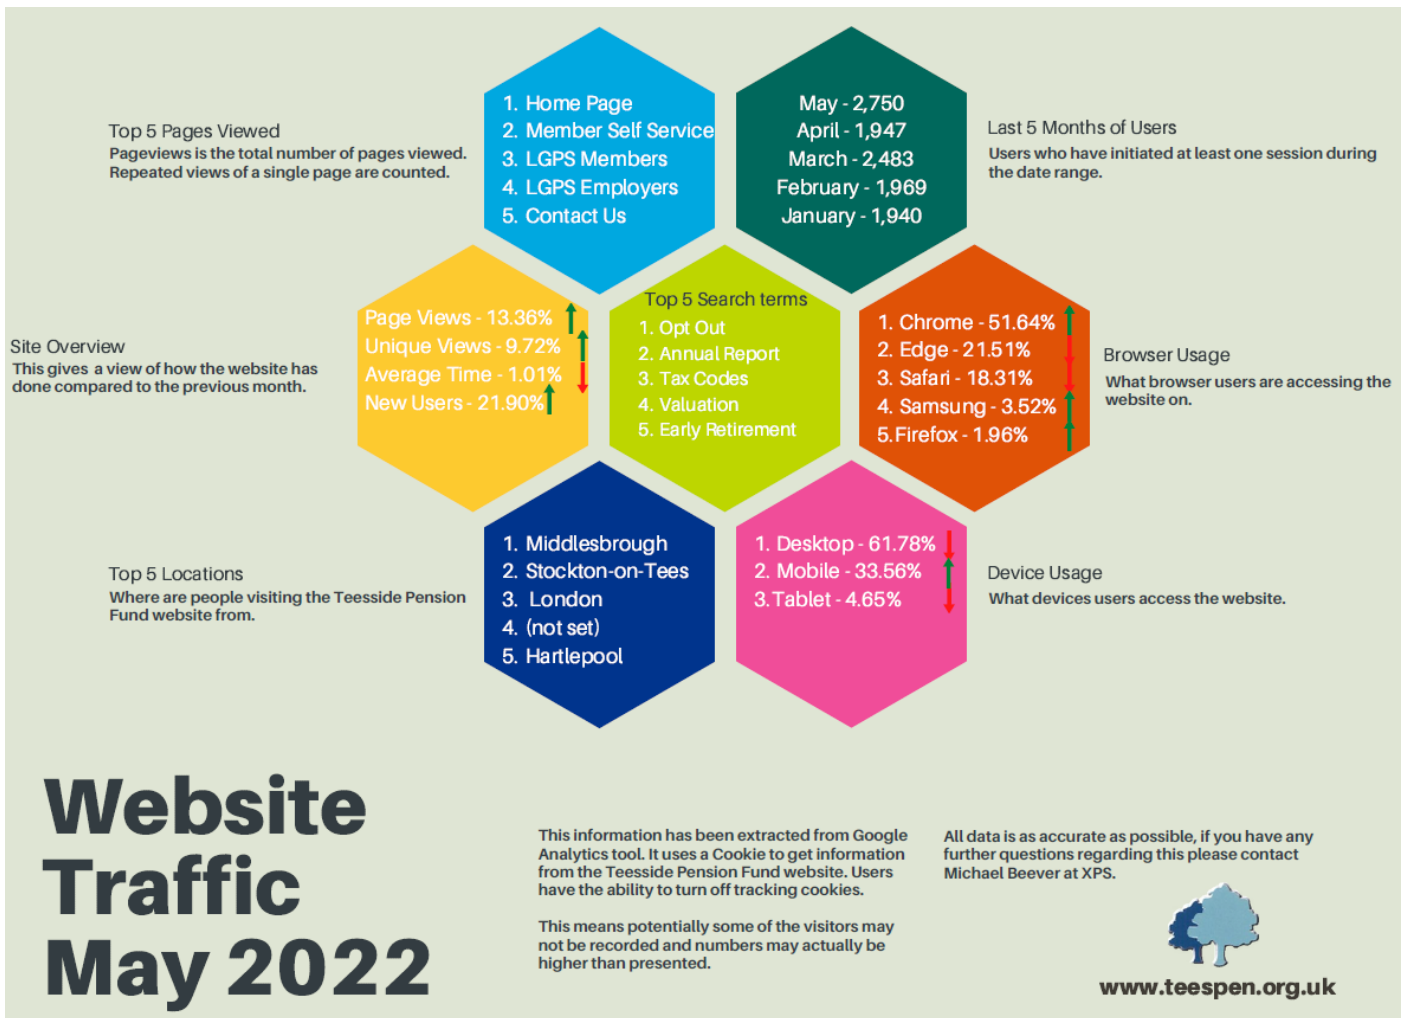 Top 5 Pages Viewed
Pageviews is the total number of pages viewed.
Repeated views of a single page are counted.
1. Home Page
2. Member Self Service
3. LGPS Members
4. LGPS Employers
5. Contact Us
May - 2,750
April - 1,947
March - 2,483
February - 1,969
January - 1,940
Last 5 Months of Users
Users who have initiated at least one session during
the date range.
Site Overview
This gives a view of how the website has
done compared to the previous month.
Page Views - 13.36%
Unique Views - 9.72%
Average Time - 1.01%
New Users - 21.90%
Top 5 Search terms
1. Opt Out
2. Annual Report
3. Tax Codes
4. Valuation
5. Early Retirement
1. Chrome - 51.64%
2. Edge - 21.51%
3. Safari - 18.31%
4. Samsung - 3.52%
5.Firefox - 1.96%
Browser Usage
What browser users are accessing the
website on.
Top 5 Locations
Where are people visiting the Teesside Pension
Fund website from.
1. Middlesbrough
2. Stockton-on-Tees
3. London
4. (not set)
5. Hartlepool
1. Desktop - 61.78%
2. Mobile - 33.56%
3. Tablet - 4.65%
Device Usage
What devices users access the website.
Website
Traffic
May 2022
This information has been extracted from Google
Analytics tool. It uses a Cookie to get information
from the Teesside Pension Fund website. Users
have the ability to turn off tracking cookies.
This means potentially some of the visitors may
not be recorded and numbers may actually be
higher than presented.
All data is as accurate as possible, if you have any
further questions regarding this please contact
Michael Beever at XPS.
www.teespen.org.uk